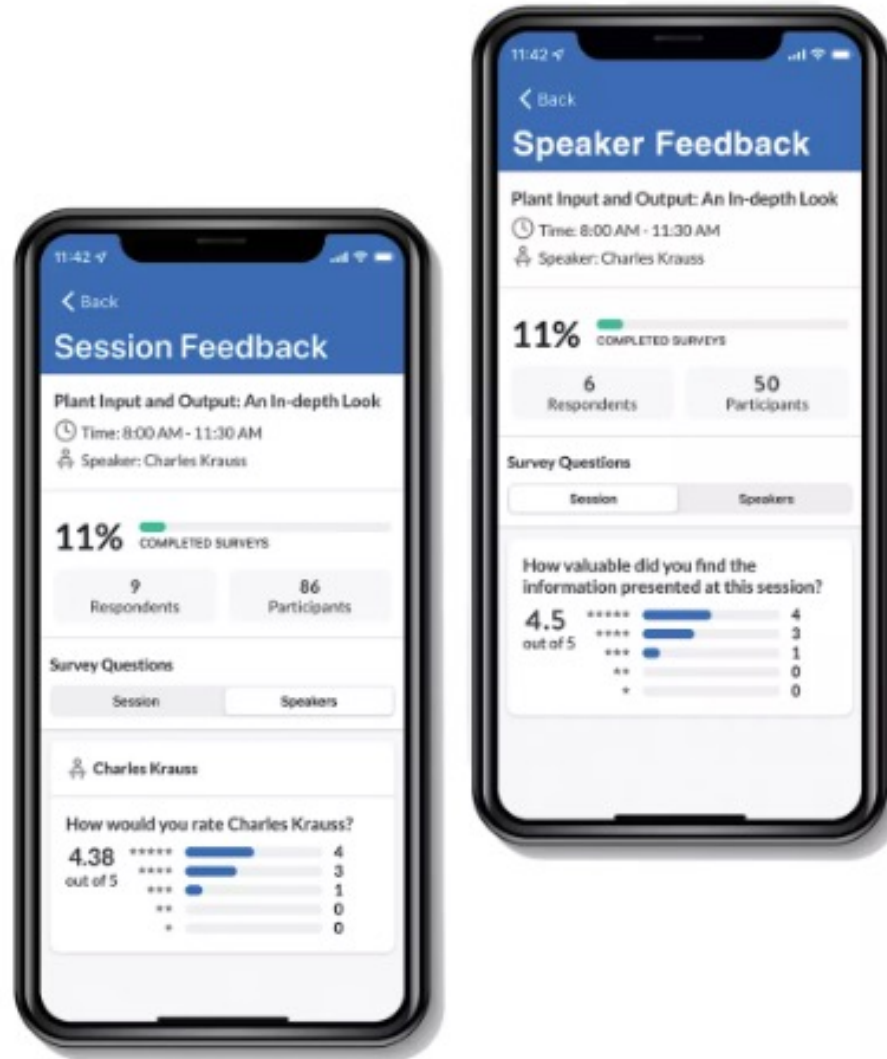 11:42
Back
Session Feedback
Plant Input and Output: An In-depth Look
Time: 8:00 AM - 11:30 AM
Speaker: Charles Krauss
11% COMPLETED SURVEYS
9 86
Respondents Participants
Survey Questions
Session Speakers
Charles Krauss
How would you rate Charles Krauss?
4.38
out of 5
***** 4
**** 3
*** 1
** 0
* 0
11:42
Back
Speaker Feedback
Plant Input and Output: An In-depth Look
Time: 8:00 AM - 11:30 AM
Speaker: Charles Krauss
11% COMPLETED SURVEYS
6 50
Respondents Participants
Survey Questions
Session Speakers
How valuable did you find the
information presented at this session?
4.5
out of 5
***** 4
**** 3
*** 1
** 0
* 0